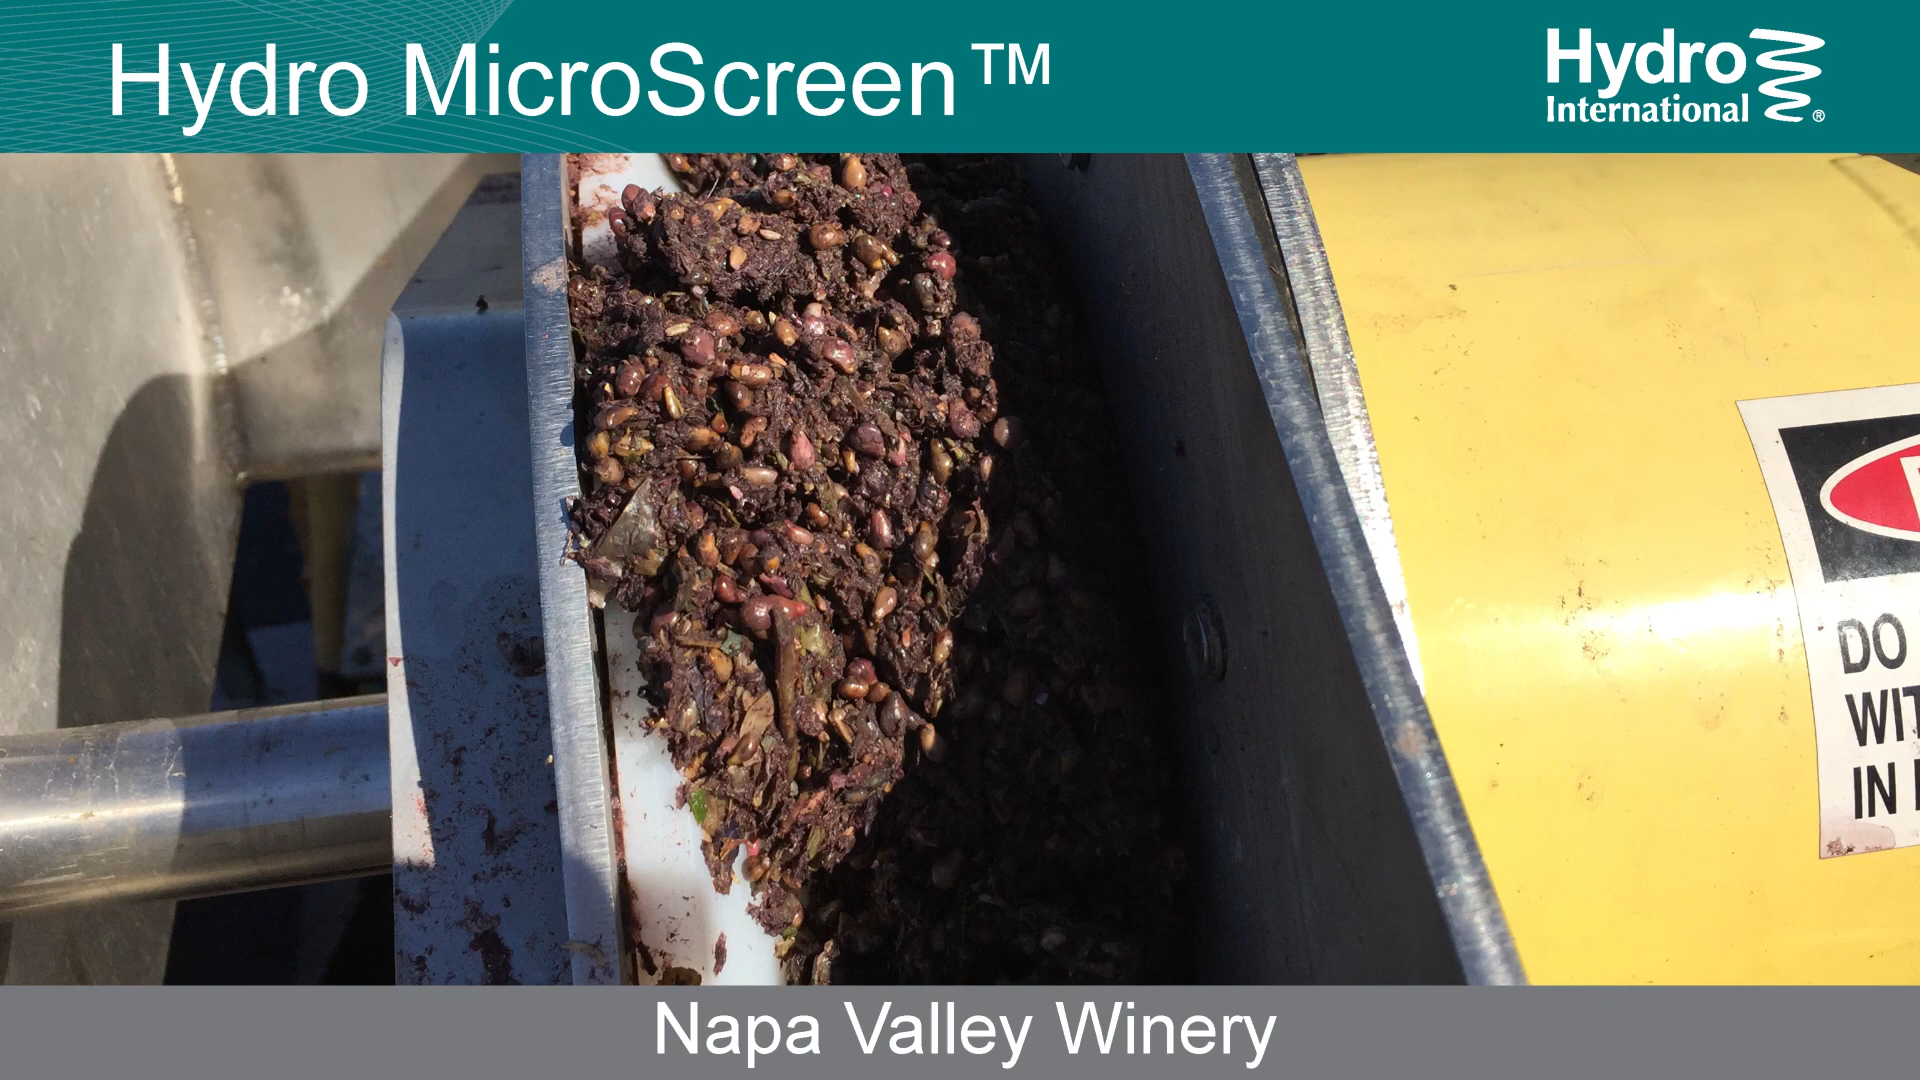 Hydro MicroScreen™
Hydro
International®
DO
WIT
IN
Napa Valley Winery